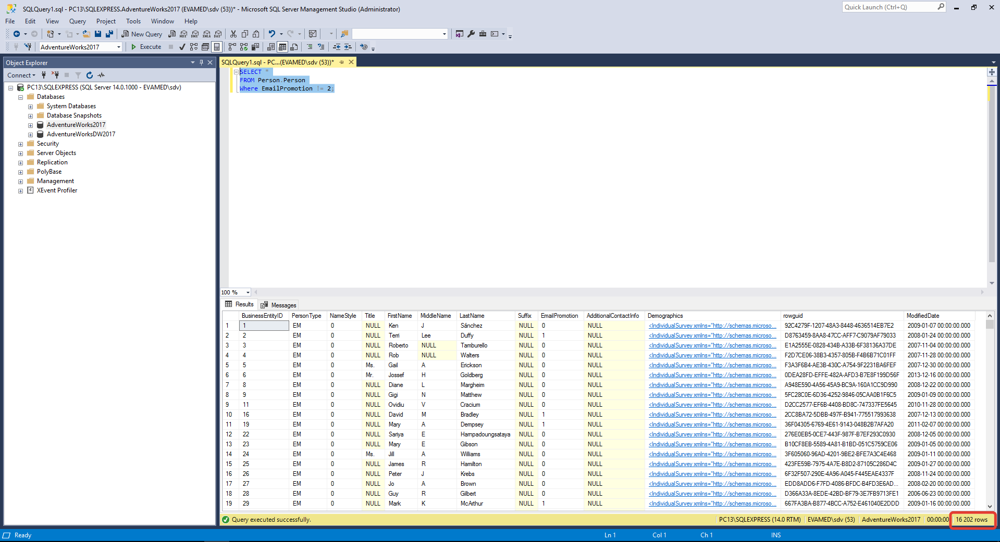 SQLQuery1.sql - PC13\SQLEXPRESS.AdventureWorks2017 (EVAMED\sdv (53))* - Microsoft SQL Server Management Studio (Administrator)
Quick Launch (Ctrl+Q)
File Edit View Query Project Tools Window Help
New Query
MDX DMX XMLA DAX
AdventureWorks2017 Execute
Object Explorer
SQLQuery1.sql - PC...(EVAMED\sdv (53))*
Connect
PC13\SQLEXPRESS (SQL Server 14.0.1000 - EVAMED\sdv)
Databases
System Databases
Database Snapshots
AdventureWorks2017
AdventureWorksDW2017
Security
Server Objects
Replication
PolyBase
Management
XEvent Profiler
SELECT *
FROM Person.Person
Where EmailPromotion != 2;
100 %
Results Messages
BusinessEntityID PersonType NameStyle Title FirstName MiddleName LastName Suffix EmailPromotion AdditionalContactInfo Demographics rowguid ModifiedDate
1 1 EM 0 NULL Ken J Sánchez NULL 0 NULL <IndividualSurvey xmlns="http://schemas.microso... 92C4279F-1207-48A3-8448-4636514EB7E2 2009-01-07 00:00:00.000
2 2 EM 0 NULL Terri Lee Duffy NULL 1 NULL <IndividualSurvey xmlns="http://schemas.microso... D8763459-8AA8-47CC-AFF7-C9079AF79033 2008-01-24 00:00:00.000
3 3 EM 0 NULL Roberto NULL Tamburello NULL 0 NULL <IndividualSurvey xmlns="http://schemas.microso... E1A2555E-0828-434B-A33B-6F38136A37DE 2007-11-04 00:00:00.000
4 4 EM 0 NULL Rob NULL Walters NULL 0 NULL <IndividualSurvey xmlns="http://schemas.microso... F2D7CE06-38B3-4357-805B-F4B6B71C01FF 2007-11-28 00:00:00.000
5 5 EM 0 Ms. Gail A Erickson NULL 0 NULL <IndividualSurvey xmlns="http://schemas.microso... F3A3F6B4-AE3B-430C-A754-9F2231BA6FEF 2007-12-30 00:00:00.000
6 6 EM 0 Mr. Jossef H Goldberg NULL 0 NULL <IndividualSurvey xmlns="http://schemas.microso... 0DEA28FD-EFFE-482A-AFD3-B7E8F199D56F 2013-12-16 00:00:00.000
7 8 EM 0 NULL Diane L Margheim NULL 0 NULL <IndividualSurvey xmlns="http://schemas.microso... A948E590-4A56-45A9-BC9A-160A1CC9D990 2008-12-22 00:00:00.000
8 9 EM 0 NULL Gigi N Matthew NULL 0 NULL <IndividualSurvey xmlns="http://schemas.microso... 5FC28C0E-6D36-4252-9846-05CAA0B1F6C5 2009-01-09 00:00:00.000
9 11 EM 0 NULL Ovidiu V Cracium NULL 0 NULL <IndividualSurvey xmlns="http://schemas.microso... D2CC2577-EF6B-4408-BD8C-747337FE5645 2010-11-28 00:00:00.000
10 16 EM 0 NULL David M Bradley NULL 1 NULL <IndividualSurvey xmlns="http://schemas.microso... 2CC8BA72-5DBB-497F-B941-775517993638 2007-12-13 00:00:00.000
11 19 EM 0 NULL Mary A Dempsey NULL 1 NULL <IndividualSurvey xmlns="http://schemas.microso... 36F04305-6769-4E61-9143-048B2B7AFA20 2011-02-07 00:00:00.000
12 22 EM 0 NULL Sariya E Harnpadoungsataya NULL 0 NULL <IndividualSurvey xmlns="http://schemas.microso... 276E0EB5-0CE7-443F-987F-B7EF293C0930 2008-12-05 00:00:00.000
13 23 EM 0 NULL Mary E Gibson NULL 0 NULL <IndividualSurvey xmlns="http://schemas.microso... B10CF8EB-5589-4A81-B1BD-051C5759CE06 2009-01-05 00:00:00.000
14 24 EM 0 Ms. Jill A Williams NULL 0 NULL <IndividualSurvey xmlns="http://schemas.microso... 3F605060-96AD-4201-9BE2-BFE7A3C4E468 2009-01-11 00:00:00.000
15 25 EM 0 NULL James R Hamilton NULL 0 NULL <IndividualSurvey xmlns="http://schemas.microso... 423FE59B-7975-4A7E-B8D2-87105C286D4C 2009-01-27 00:00:00.000
16 26 EM 0 NULL Peter J Krebs NULL 0 NULL <IndividualSurvey xmlns="http://schemas.microso... 6F32F507-290E-4A96-A045-F445EAE4337F 2008-11-24 00:00:00.000
17 27 EM 0 NULL Jo A Brown NULL 0 NULL <IndividualSurvey xmlns="http://schemas.microso... EDD8ADD6-F7FD-4086-BFDC-B4FD3E6AD... 2008-02-20 00:00:00.000
18 28 EM 0 NULL Guy R Gilbert NULL 0 NULL <IndividualSurvey xmlns="http://schemas.microso... D366A33A-8EDE-42BD-BF79-3E7FB9713FE1 2006-06-23 00:00:00.000
19 29 EM 0 NULL Mark K McArthur NULL 1 NULL <IndividualSurvey xmlns="http://schemas.microso... 667FA3BA-B877-4BCC-A752-E461040E2DDD 2009-01-16 00:00:00.000
Query executed successfully. PC13\SQLEXPRESS (14.0 RTM) EVAMED\sdv (53) AdventureWorks2017 00:00:00 16 202 rows
Ready Ln 1 Col 1 Ch 1 INS